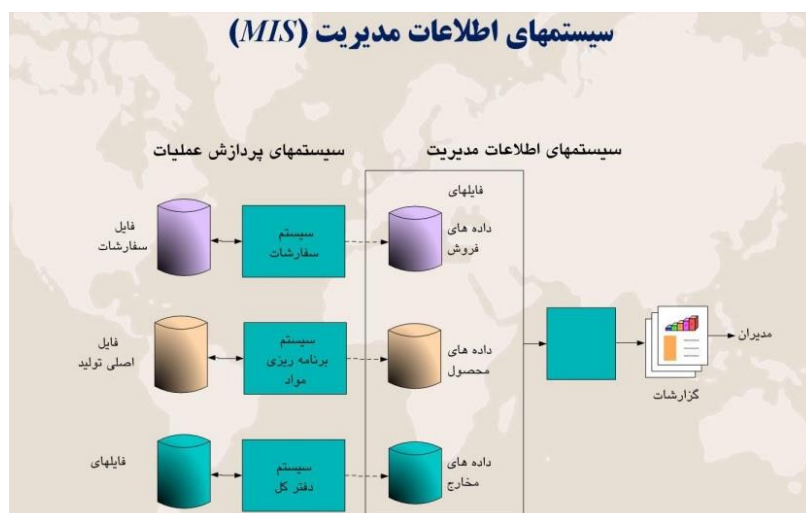 سیستمهای اطلاعات مدیریت (MIS)
سیستمهای اطلاعات مدیریت
سیستمهای پردازش عملیات
فایلهای
داده های
فروش
سیستم
سفارشات
فایل
سفارشات
مدیران
گزارشات
داده های
محصول
سیستم
برنامه ریزی
مواد
فایل
اصلی تولید
داده های
مخارج
سیستم
دفتر کل
فایلهای